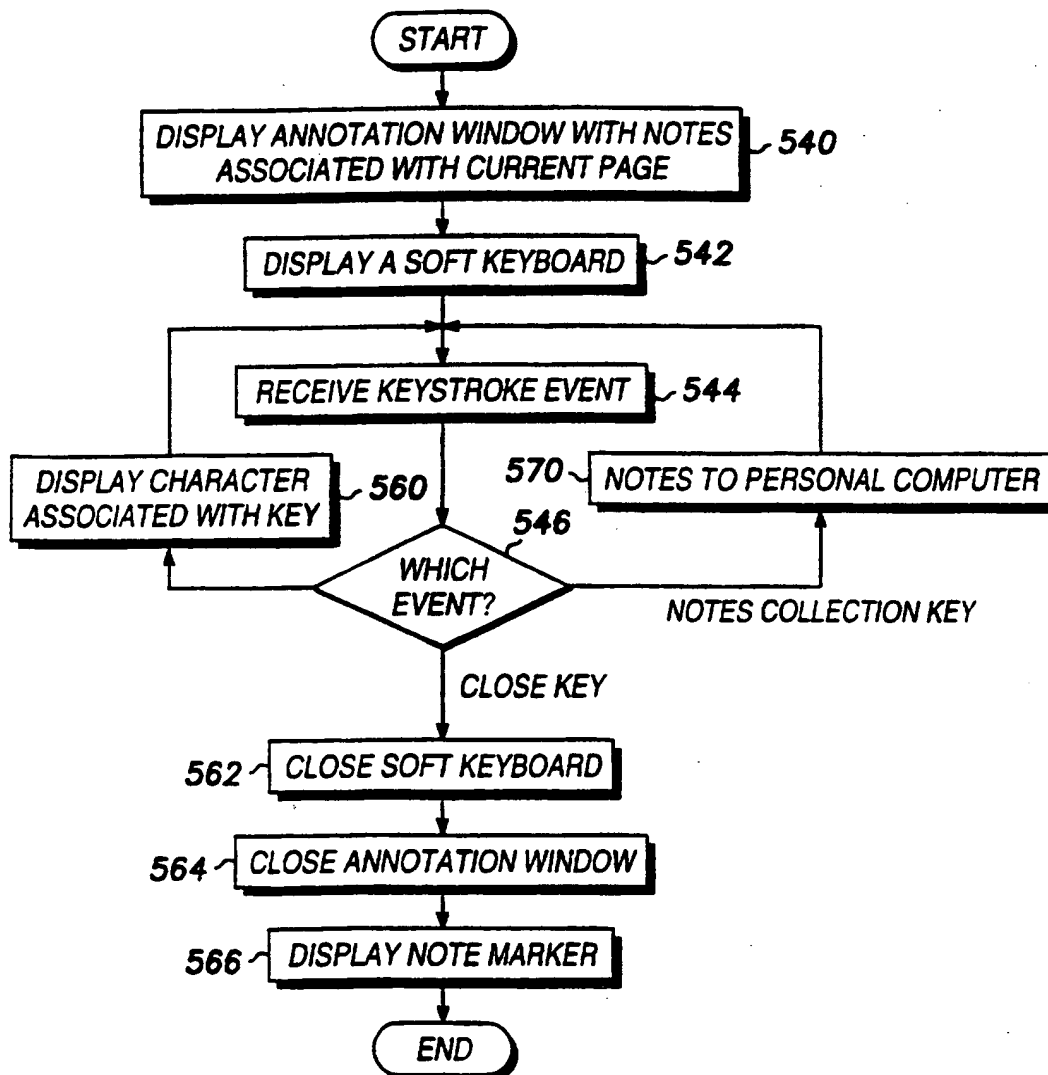 START
DISPLAY ANNOTATION WINDOW WITH NOTES
ASSOCIATED WITH CURRENT PAGE
540
DISPLAY A SOFT KEYBOARD
542
RECEIVE KEYSTROKE EVENT
544
DISPLAY CHARACTER
ASSOCIATED WITH KEY
560
570
NOTES TO PERSONAL COMPUTER
546
WHICH
EVENT?
NOTES COLLECTION KEY
CLOSE KEY
562
CLOSE SOFT KEYBOARD
564
CLOSE ANNOTATION WINDOW
566
DISPLAY NOTE MARKER
END